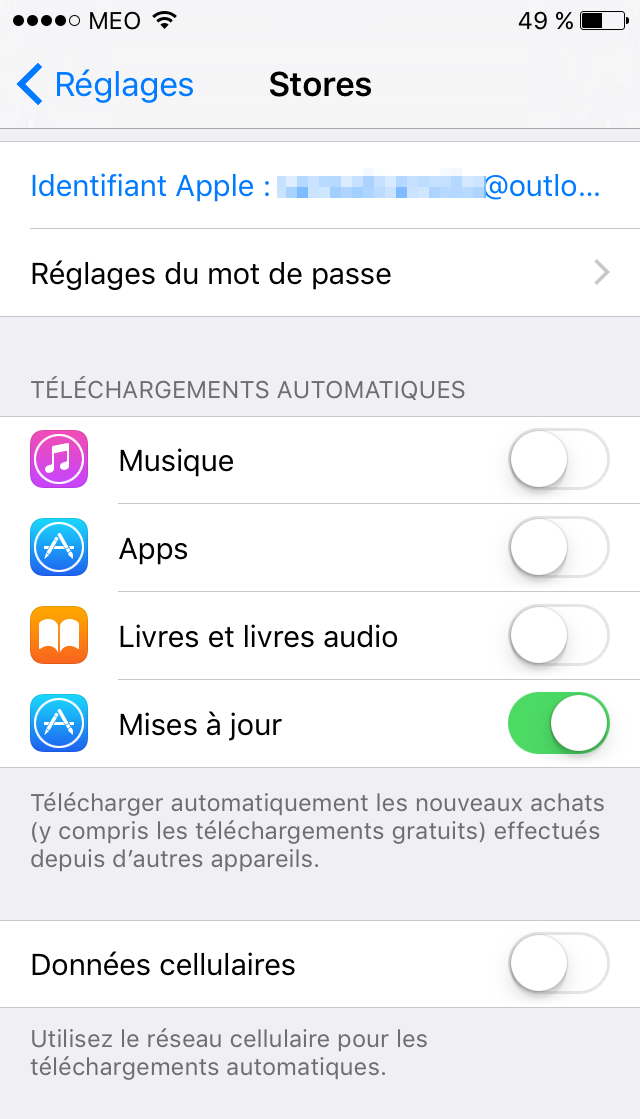 MEO 49 %
Réglages Stores
Identifiant Apple : @outlo...
Réglages du mot de passe
TÉLÉCHARGEMENTS AUTOMATIQUES
Musique
Apps
Livres et livres audio
Mises à jour
Télécharger automatiquement les nouveaux achats
(y compris les téléchargements gratuits) effectués
depuis d’autres appareils.
Données cellulaires
Utilisez le réseau cellulaire pour les
téléchargements automatiques.